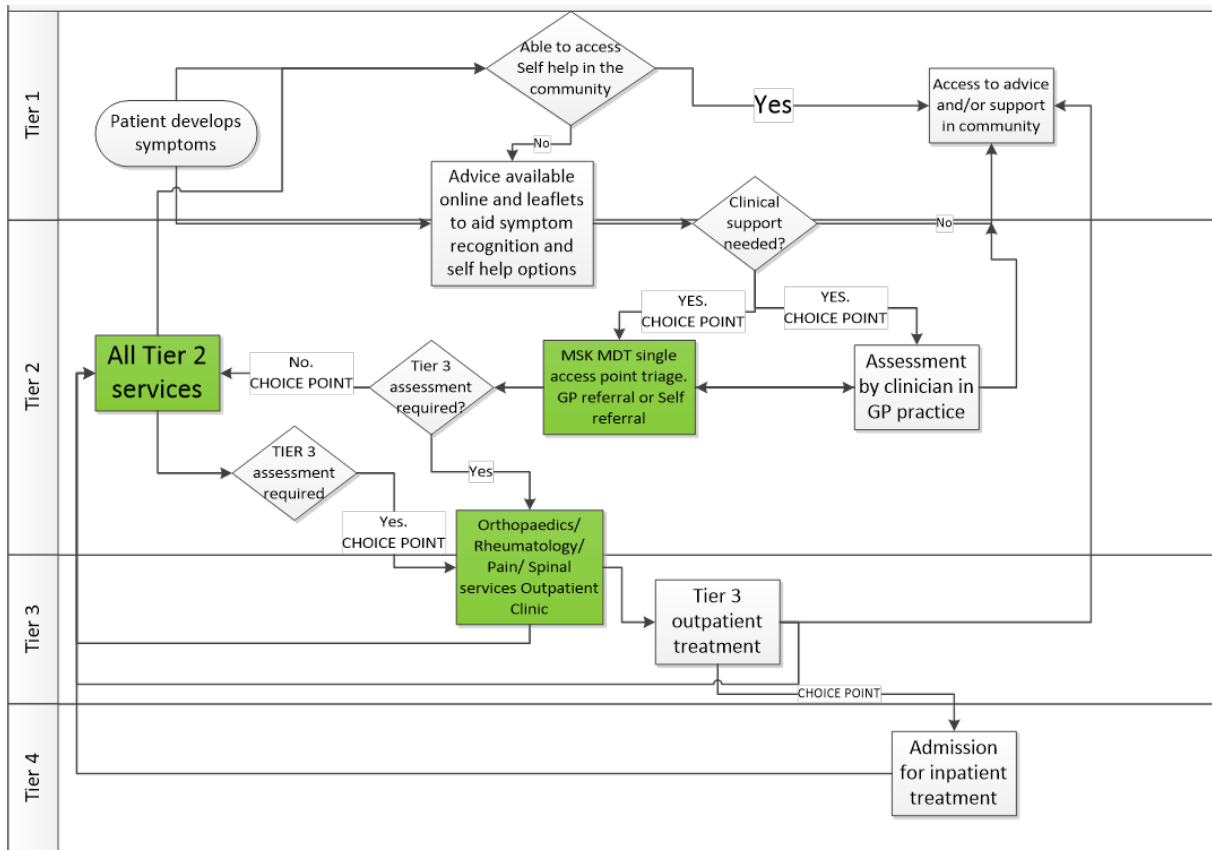 Tier 1
Patient develops
symptoms
Able to access
Self help in the
community
Yes
Access to advice
and/or support
in community
No
Advice available
online and leaflets
to aid symptom
recognition and
self help options
Clinical
support
needed?
No
Tier 2
YES.
CHOICE POINT
YES.
CHOICE POINT
All Tier 2
services
No.
CHOICE POINT
Tier 3
assessment
required?
MSK MDT single
access point triage.
GP referral or Self
referral
Assessment
by clinician in
GP practice
TIER 3
assessment
required
Yes
Yes.
CHOICE POINT
Orthopaedics/
Rheumatology/
Pain/ Spinal
services Outpatient
Clinic
Tier 3
Tier 3
outpatient
treatment
CHOICE POINT
Tier 4
Admission
for inpatient
treatment